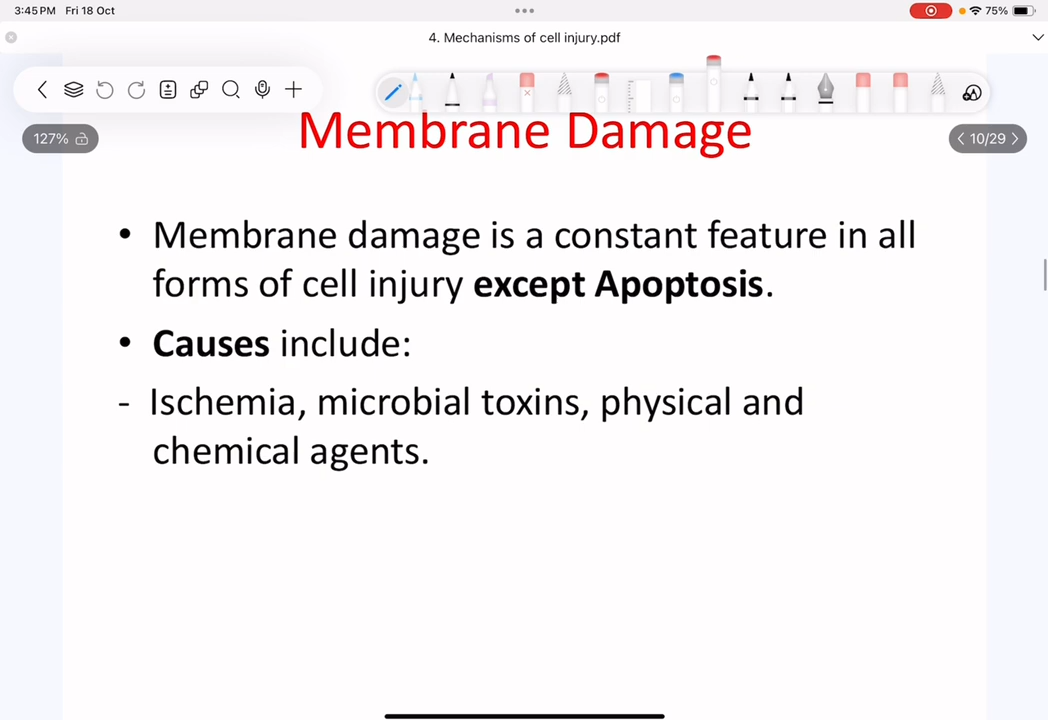 3:45 PM Fri 18 Oct
75%
4. Mechanisms of cell injury.pdf
127%
10/29
Membrane Damage
• Membrane damage is a constant feature in all
forms of cell injury except Apoptosis.
• Causes include:
- Ischemia, microbial toxins, physical and
chemical agents.